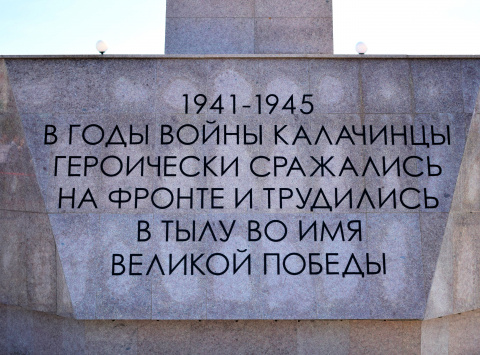 1941-1945
В ГОДЫ ВОЙНЫ КАЛАЧИНЦЫ
ГЕРОИЧЕСКИ СРАЖАЛИСЬ
НА ФРОНТЕ И ТРУДИЛИСЬ
В ТЫЛУ ВО ИМЯ
ВЕЛИКОЙ ПОБЕДЫ